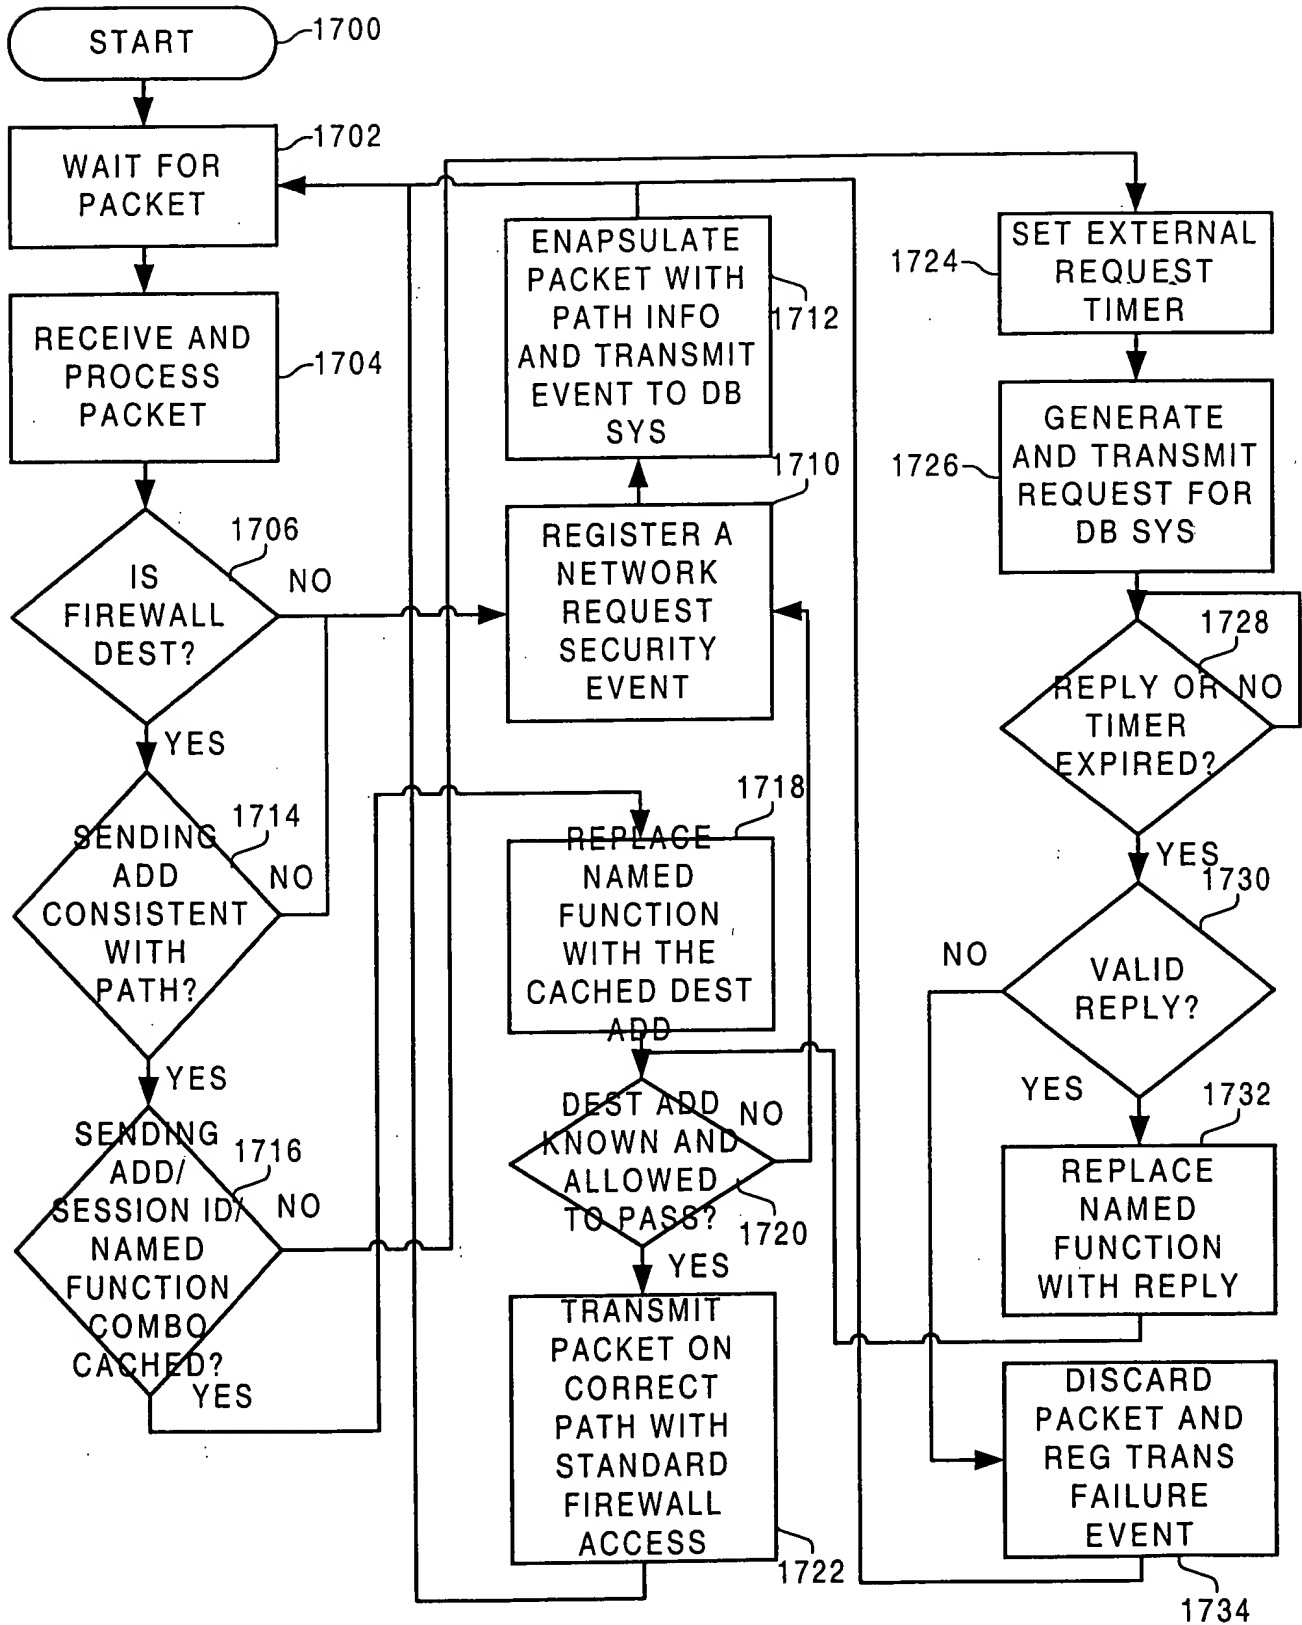 START
1700
WAIT FOR
PACKET
1702
RECEIVE AND
PROCESS
PACKET
1704
IS
FIREWALL
DEST?
1706
NO
YES
SENDING
ADD
CONSISTENT
WITH
PATH?
1714
NO
YES
SENDING
ADD/
SESSION ID/
NAMED
FUNCTION
COMBO
CACHED?
1716
NO
YES
ENAPSULATE
PACKET WITH
PATH INFO
AND TRANSMIT
EVENT TO DB
SYS
1712
REGISTER A
NETWORK
REQUEST
SECURITY
EVENT
1710
REPLACE
NAMED
FUNCTION
WITH THE
CACHED DEST
ADD
1718
DEST ADD
KNOWN AND
ALLOWED
TO PASS?
1720
NO
YES
TRANSMIT
PACKET ON
CORRECT
PATH WITH
STANDARD
FIREWALL
ACCESS
1722
SET EXTERNAL
REQUEST
TIMER
1724
GENERATE
AND TRANSMIT
REQUEST FOR
DB SYS
1726
REPLY OR
TIMER
EXPIRED?
1728
NO
YES
VALID
REPLY?
1730
NO
YES
REPLACE
NAMED
FUNCTION
WITH REPLY
1732
DISCARD
PACKET AND
REG TRANS
FAILURE
EVENT
1734